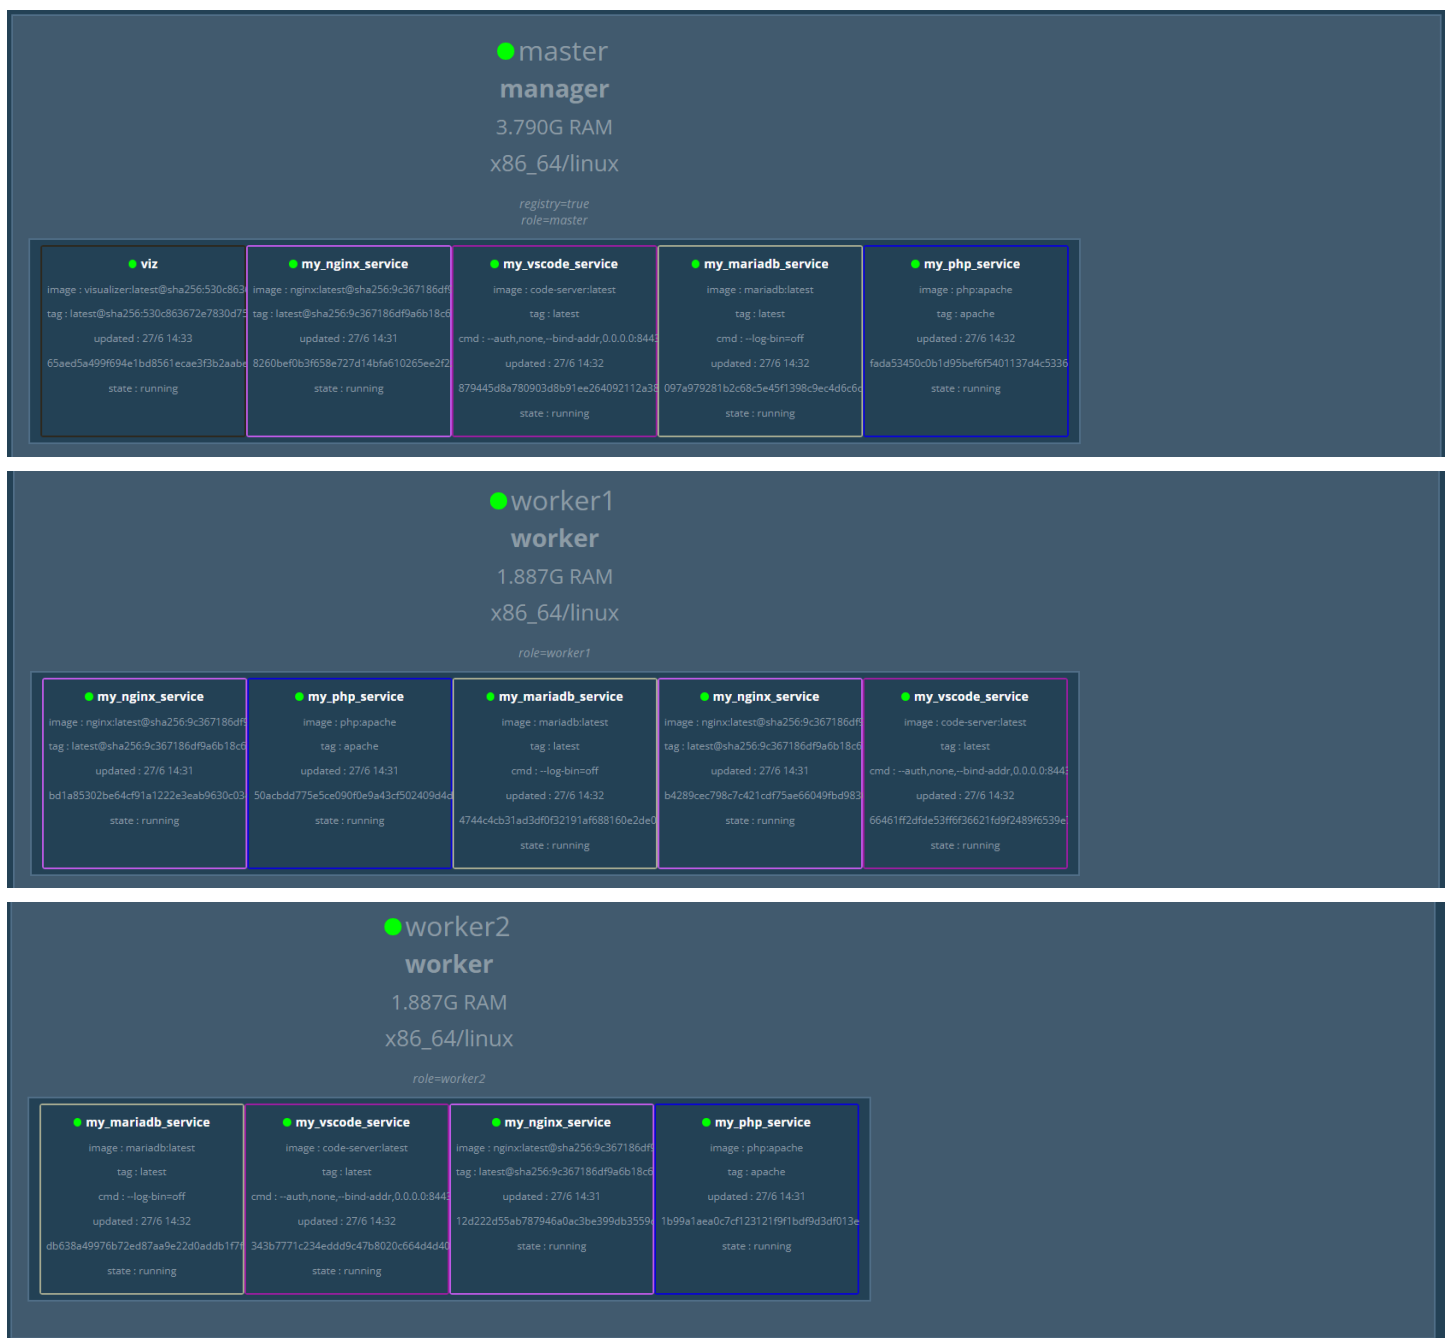 master
manager
3.790G RAM
x86_64/linux
registry=true
role=master
viz
image : visualizer:latest@sha256:530c863
tag : latest@sha256:530c863672e7830d75
updated : 27/6 14:33
65aed5a499f694e1bd8561ecae3f3b2aabe
state : running
my_nginx_service
image : nginx:latest@sha256:9c367186df9
tag : latest@sha256:9c367186df9a6b18c6
updated : 27/6 14:31
8260bef0b3f658e727d14bfa610265ee2f2
state : running
my_vscode_service
image : code-server:latest
tag : latest
cmd : --auth,none,--bind-addr,0.0.0.0:8443
updated : 27/6 14:32
879445d8a780903d8b91ee264092112a38
state : running
my_mariadb_service
image : mariadb:latest
tag : latest
cmd : --log-bin=off
updated : 27/6 14:32
097a979281b2c68c5e45f1398c9ec4d6c6c
state : running
my_php_service
image : php:apache
tag : apache
updated : 27/6 14:32
fada53450c0b1d95bef6f5401137d4c5336
state : running
worker1
worker
1.887G RAM
x86_64/linux
role=worker1
my_nginx_service
image : nginx:latest@sha256:9c367186df9
tag : latest@sha256:9c367186df9a6b18c6
updated : 27/6 14:31
bd1a85302be64cf91a1222e3eab9630c03
state : running
my_php_service
image : php:apache
tag : apache
updated : 27/6 14:31
50acbdd775e5ce090f0e9a43cf502409d4d
state : running
my_mariadb_service
image : mariadb:latest
tag : latest
cmd : --log-bin=off
updated : 27/6 14:32
4744c4cb31ad3df0f32191af688160e2de0
state : running
my_nginx_service
image : nginx:latest@sha256:9c367186df9
tag : latest@sha256:9c367186df9a6b18c6
updated : 27/6 14:31
b4289cec798c7c421cdf75ae66049fbd983
state : running
my_vscode_service
image : code-server:latest
tag : latest
cmd : --auth,none,--bind-addr,0.0.0.0:8443
updated : 27/6 14:32
66461ff2dfde53ff6f36621fd9f2489f6539e
state : running
worker2
worker
1.887G RAM
x86_64/linux
role=worker2
my_mariadb_service
image : mariadb:latest
tag : latest
cmd : --log-bin=off
updated : 27/6 14:32
db638a49976b72ed87aa9e22d0addb1f7f
state : running
my_vscode_service
image : code-server:latest
tag : latest
cmd : --auth,none,--bind-addr,0.0.0.0:8443
updated : 27/6 14:32
343b7771c234eddd9c47b8020c664d4d40
state : running
my_nginx_service
image : nginx:latest@sha256:9c367186df9
tag : latest@sha256:9c367186df9a6b18c6
updated : 27/6 14:31
12d222d55ab787946a0ac3be399db3559c
state : running
my_php_service
image : php:apache
tag : apache
updated : 27/6 14:31
1b99a1aea0c7cf123121f9f1bdf9d3df013e
state : running